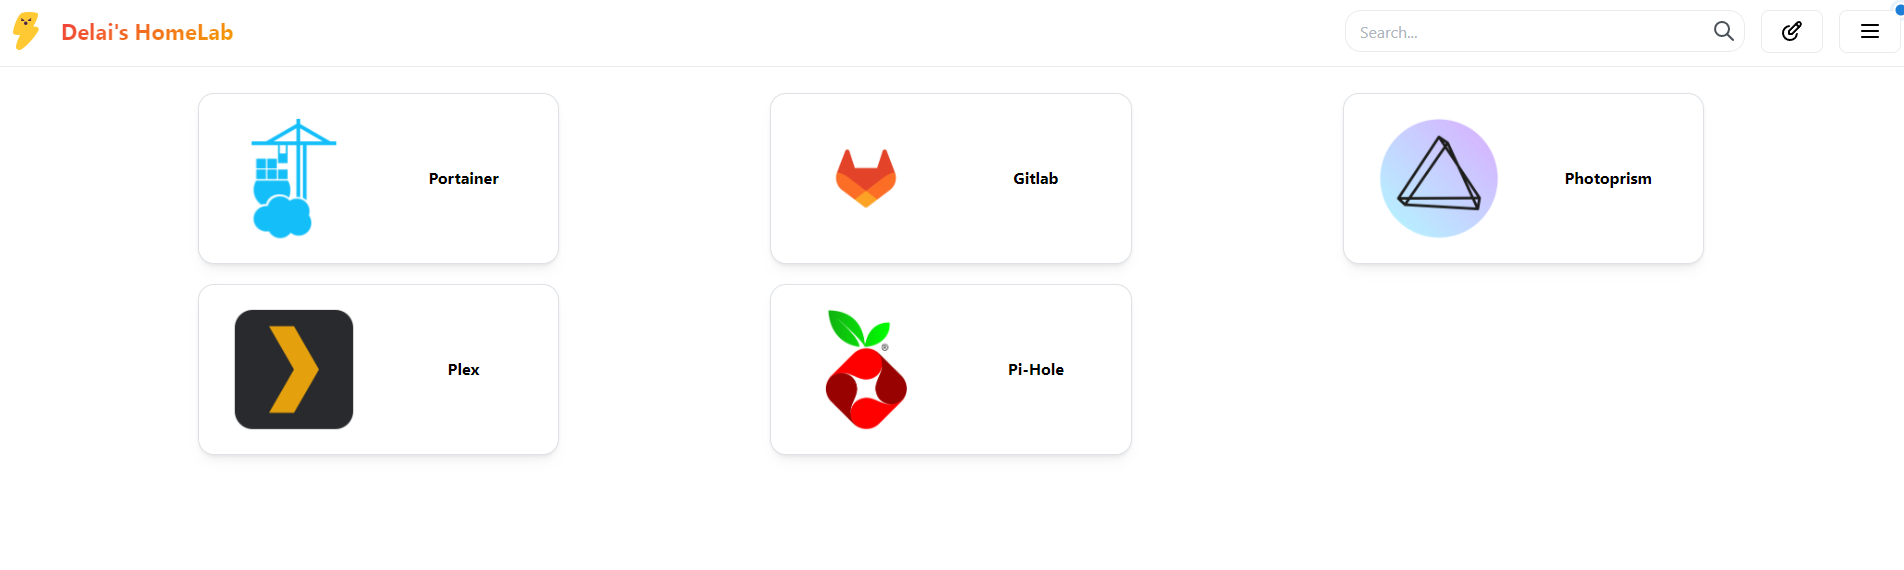 Delai's HomeLab
Search...
Portainer
Gitlab
Photoprism
Plex
®
Pi-Hole